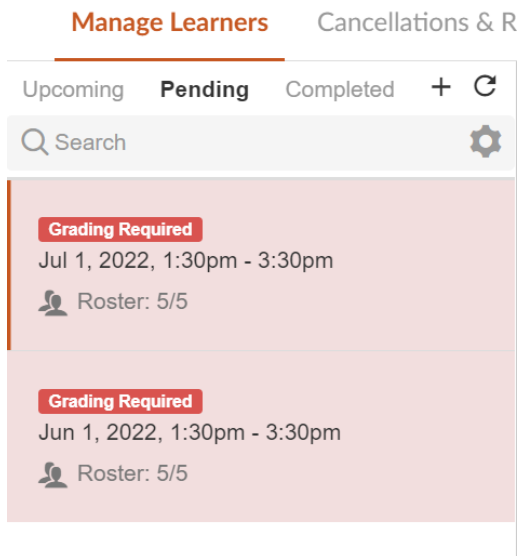 Manage Learners Cancellations & R
Upcoming Pending Completed
Search
Grading Required
Jul 1, 2022, 1:30pm - 3:30pm
Roster: 5/5
Grading Required
Jun 1, 2022, 1:30pm - 3:30pm
Roster: 5/5